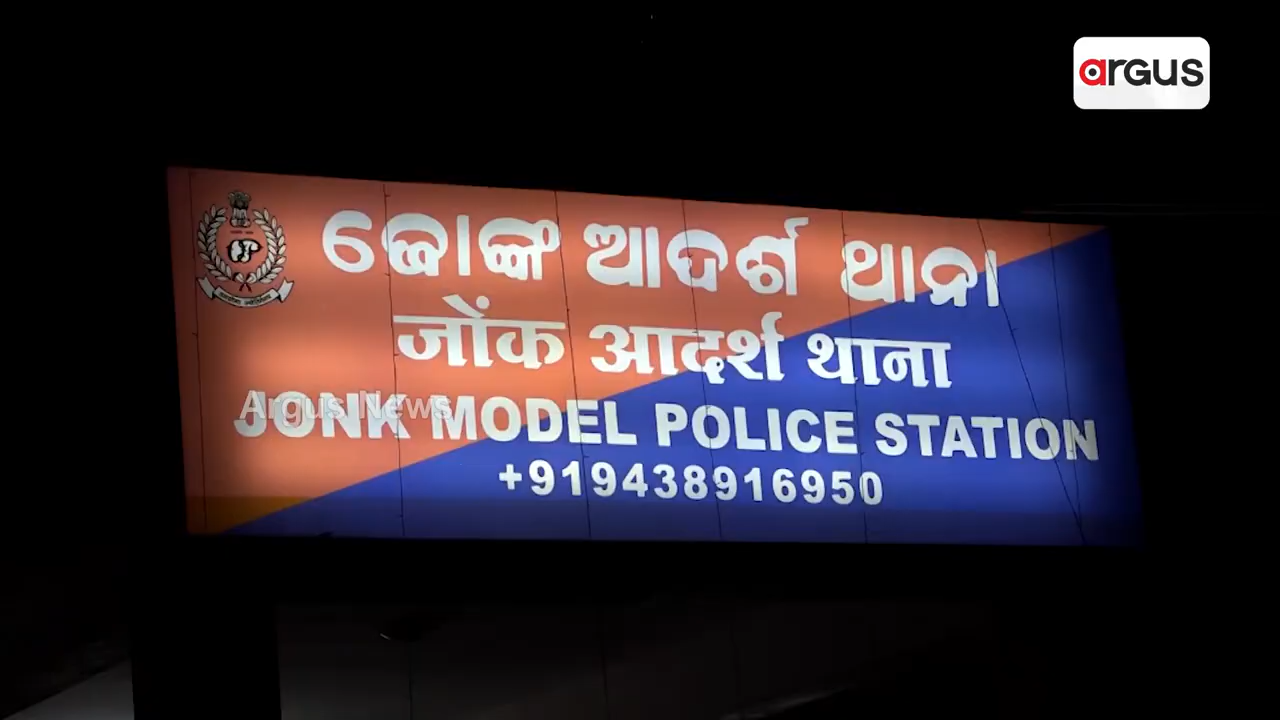 argus
ଜୋଙ୍କ ଆଦର୍ଶ ଥାନା
जोंक आदर्श थाना
Argus News
JONK MODEL POLICE STATION
+919438916950